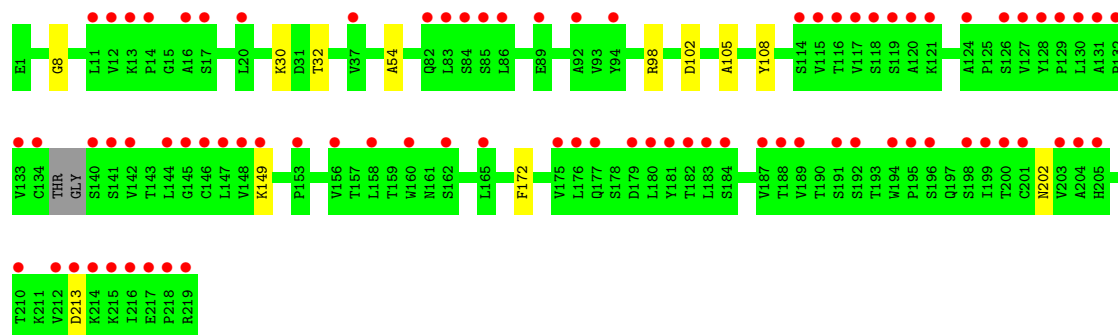 E1 G8 L11 V12 K13 P14 G15 A16 S17 L20 K30 D31 T32 V37 A54 Q82 L83 S84 S85 L86 E89 A92 V93 Y94 R98 D102 A105 Y108 S114 V115 T116 V117 S118 S119 A120 K121 A124 P125 S126 V127 Y128 P129 L130 A131 P132
V133 C134 THR GLY S140 S141 V142 T143 L144 G145 C146 L147 V148 K149 P153 V156 T157 L158 T159 W160 N161 S162 L165 F172 V175 L176 Q177 S178 D179 L180 Y181 T182 L183 S184 V187 T188 V189 T190 S191 S192 T193 W194 P195 S196 Q197 S198 I199 T200 C201 N202 V203 A204 H205
T210 K211 V212 D213 K214 K215 I216 E217 P218 R219